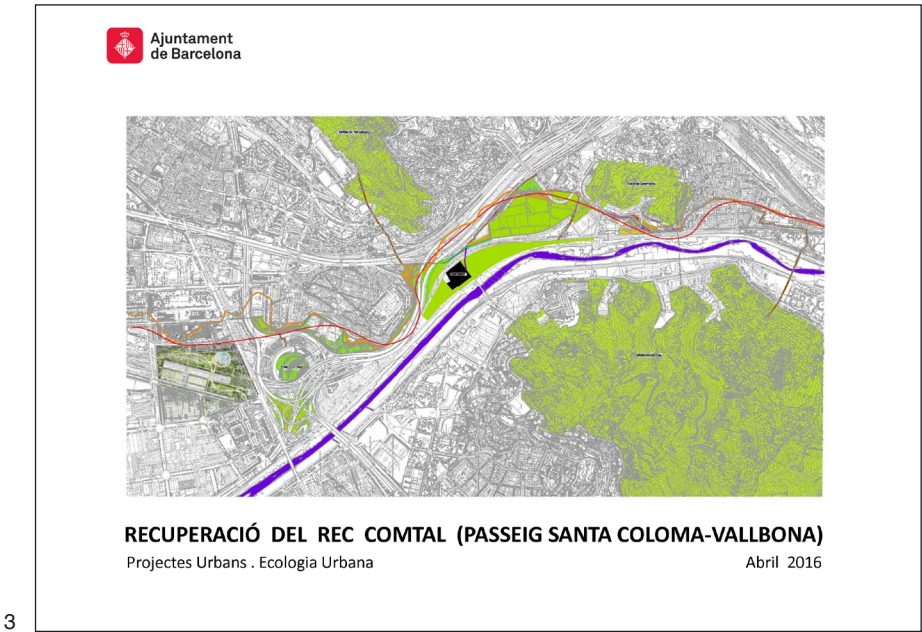 Ajuntament
de Barcelona
RECUPERACIÓ DEL REC COMTAL (PASSEIG SANTA COLOMA-VALLBONA)
Projectes Urbans . Ecologia Urbana
Abril 2016
3